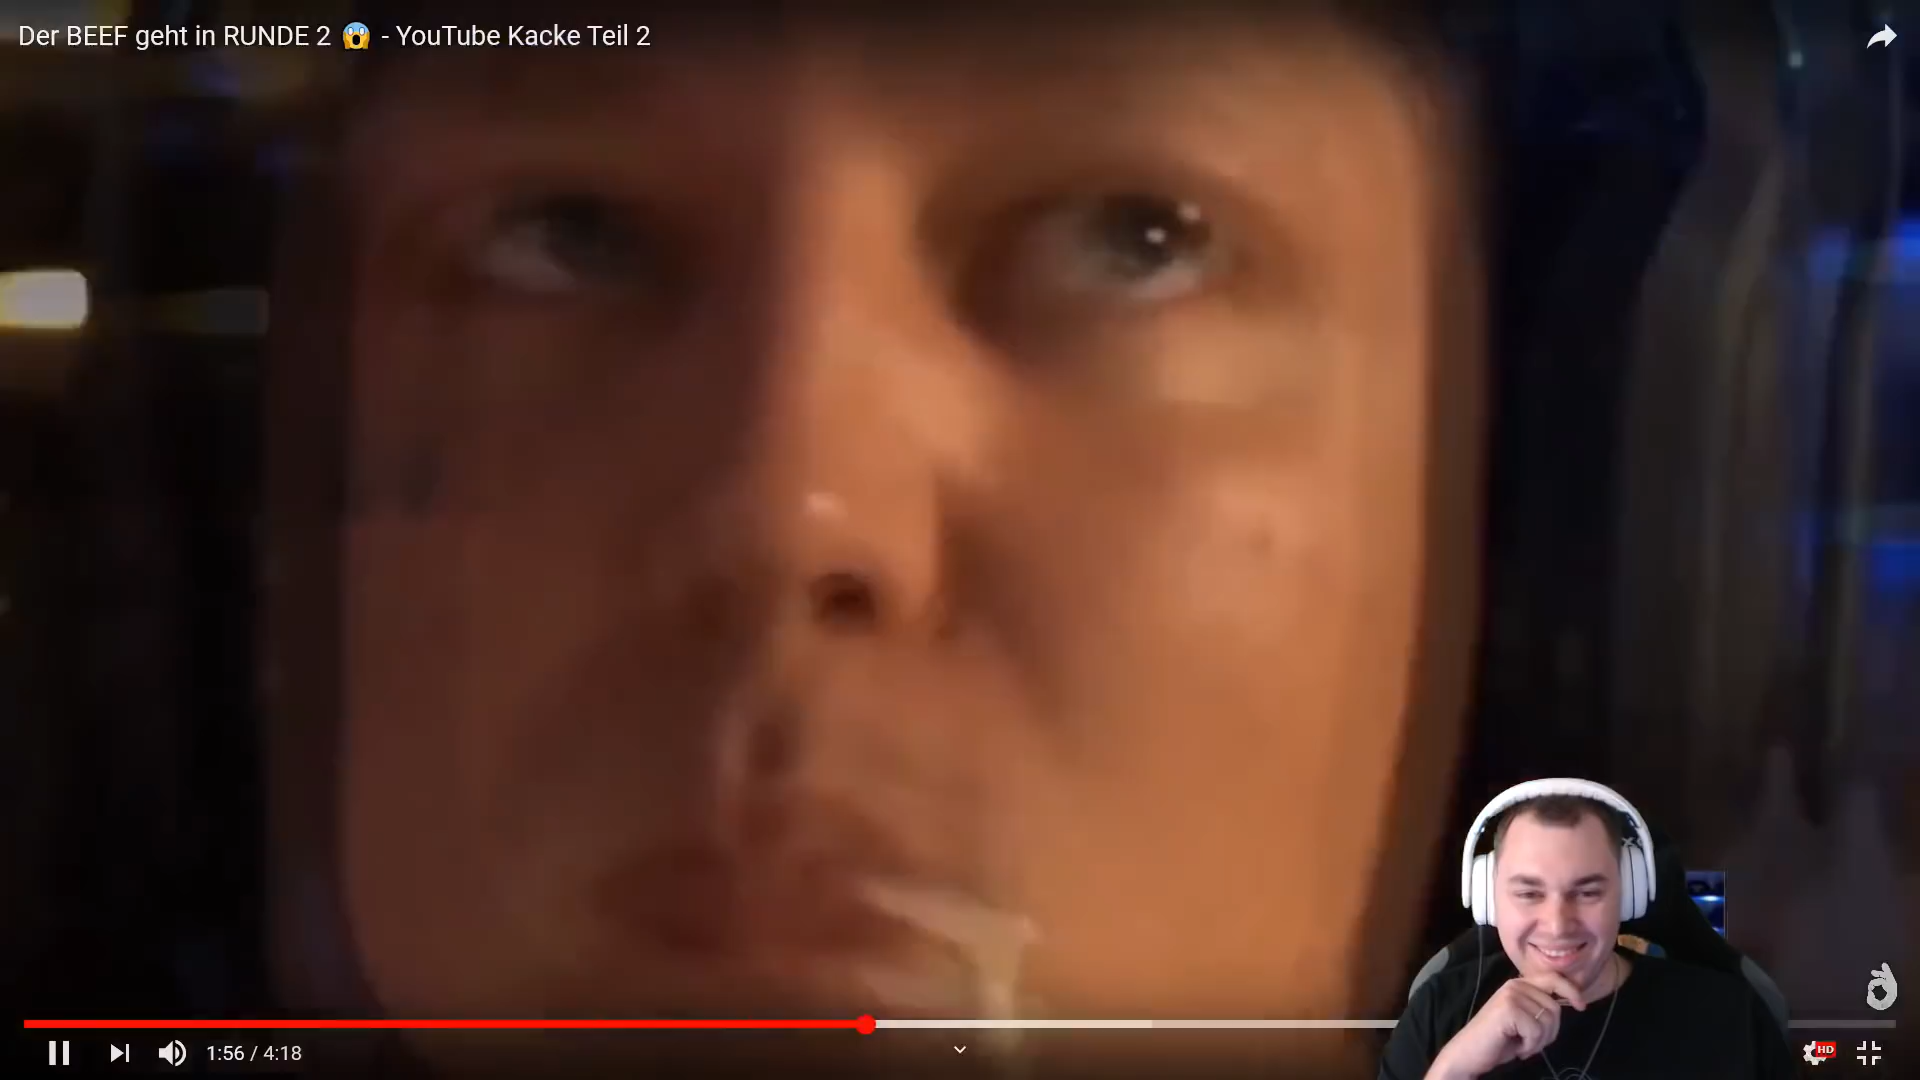 Der BEEF geht in RUNDE 2 😱 - YouTube Kacke Teil 2
1:56 / 4:18
HD